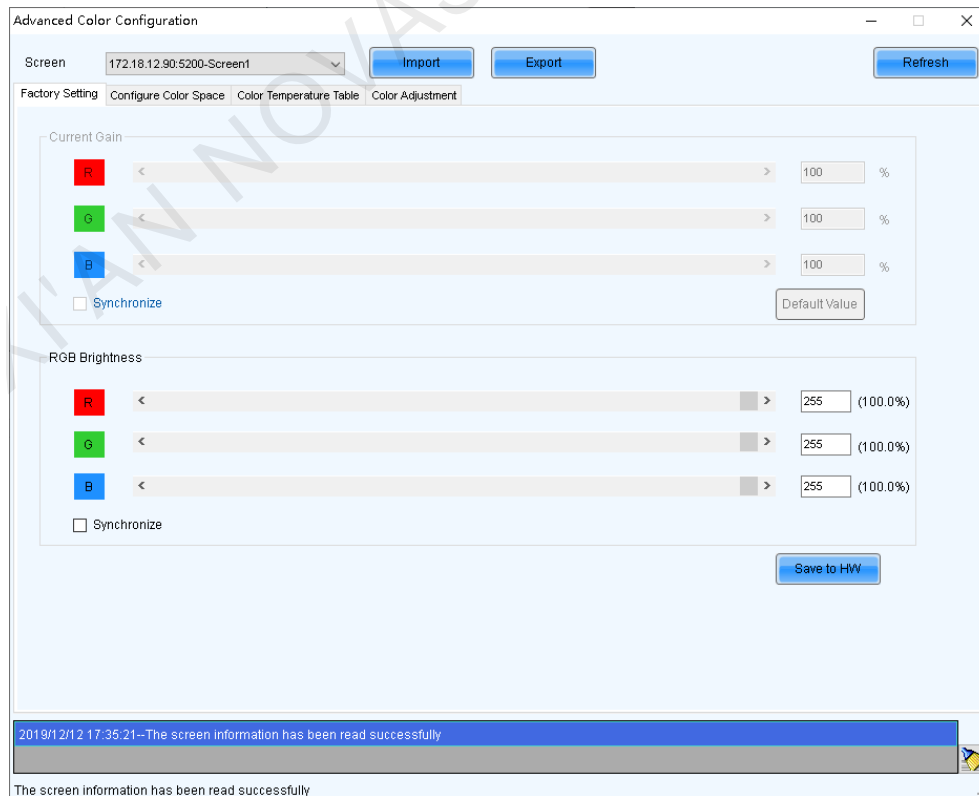 Advanced Color Configuration
Screen 172.18.12.90:5200-Screen1 Import Export Refresh
Factory Setting Configure Color Space Color Temperature Table Color Adjustment
Current Gain
R 100 %
G 100 %
B 100 %
Synchronize Default Value
RGB Brightness
R 255 (100.0%)
G 255 (100.0%)
B 255 (100.0%)
Synchronize
Save to HW
2019/12/12 17:35:21--The screen information has been read successfully
The screen information has been read successfully
XI'AN NOVAS